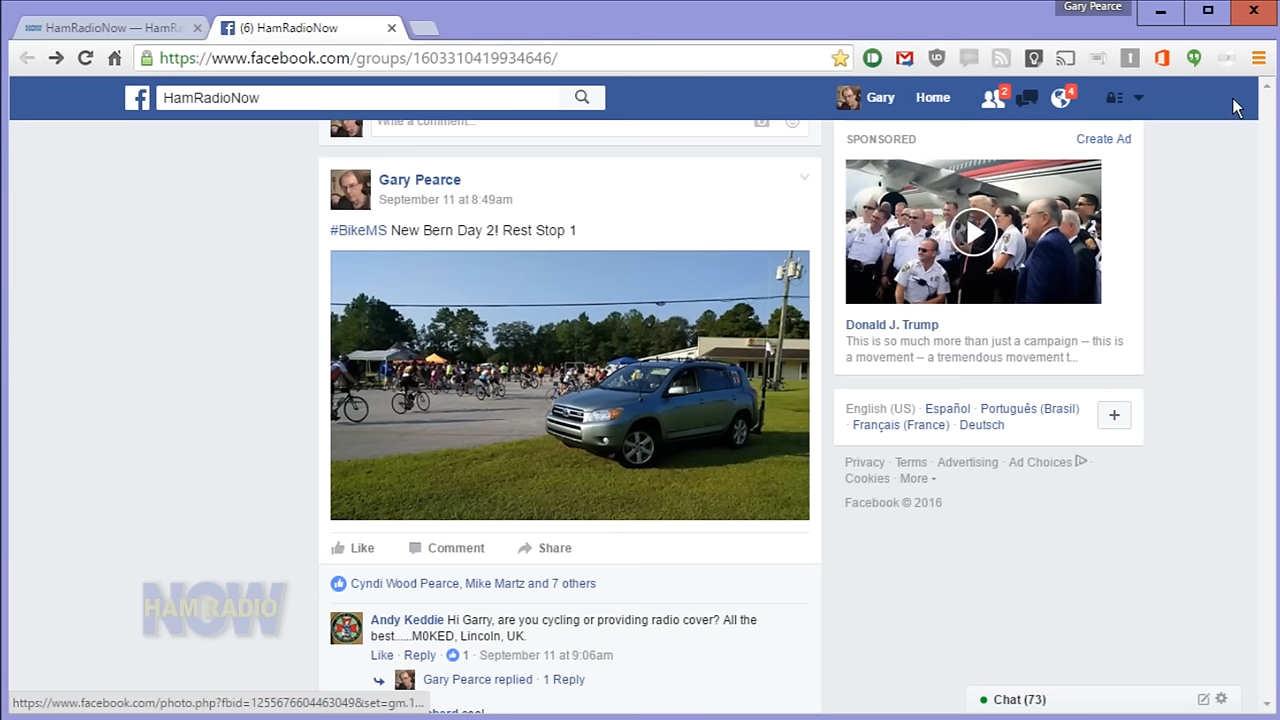 Gary Pearce
HamRadioNow — HamRa
(6) HamRadioNow
https://www.facebook.com/groups/1603310419934646/
HamRadioNow
Gary
Home
2
4
Write a comment...
SPONSORED
Create Ad
Gary Pearce
September 11 at 8:49am
#BikeMS New Bern Day 2! Rest Stop 1
Donald J. Trump
This is so much more than just a campaign -- this is
a movement -- a tremendous movement t...
English (US) · Español · Português (Brasil)
· Français (France) · Deutsch
Privacy · Terms · Advertising · Ad Choices ·
Cookies · More
Facebook © 2016
Like
Comment
Share
Cyndi Wood Pearce, Mike Martz and 7 others
Andy Keddie Hi Garry, are you cycling or providing radio cover? All the
best......M0KED, Lincoln, UK.
Like · Reply · 1 · September 11 at 9:06am
Gary Pearce replied · 1 Reply
HAM RADIO
NOW
https://www.facebook.com/photo.php?fbid=1255676604463049&set=gm.1...
Chat (73)